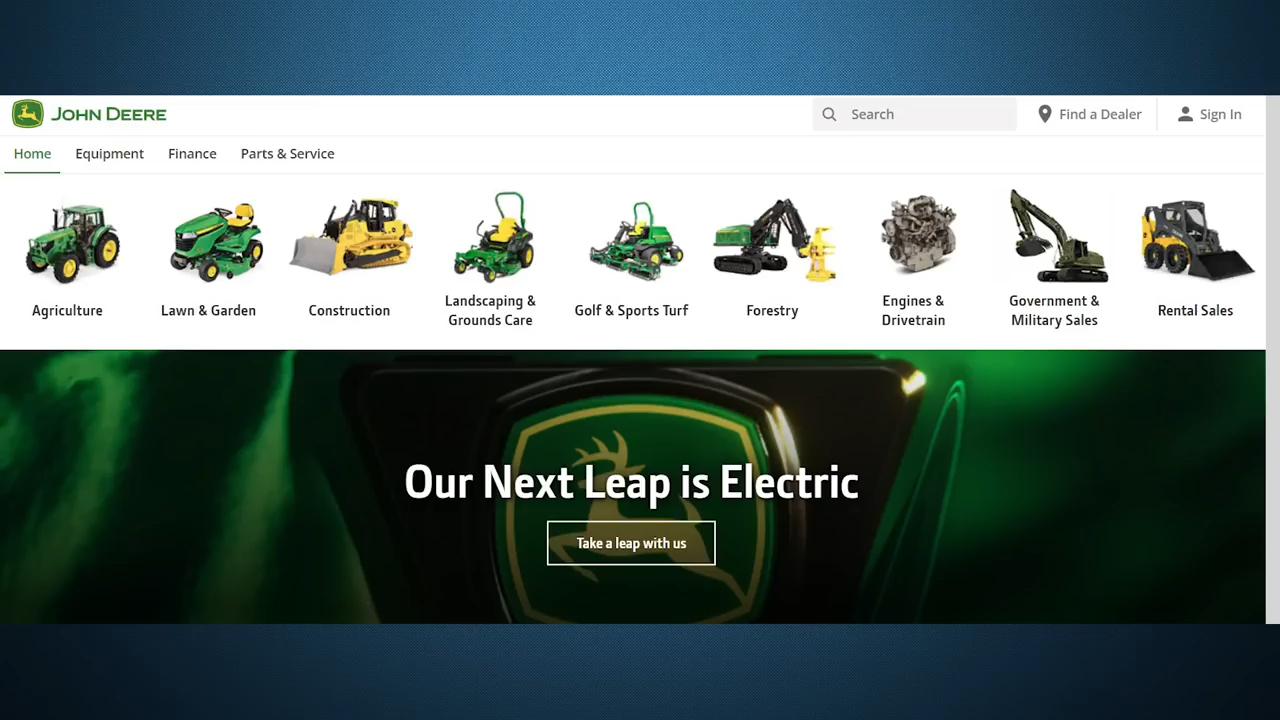 JOHN DEERE
Search
Find a Dealer
Sign In
Home
Equipment
Finance
Parts & Service
Agriculture
Lawn & Garden
Construction
Landscaping &
Grounds Care
Golf & Sports Turf
Forestry
Engines &
Drivetrain
Government &
Military Sales
Rental Sales
Our Next Leap is Electric
Take a leap with us